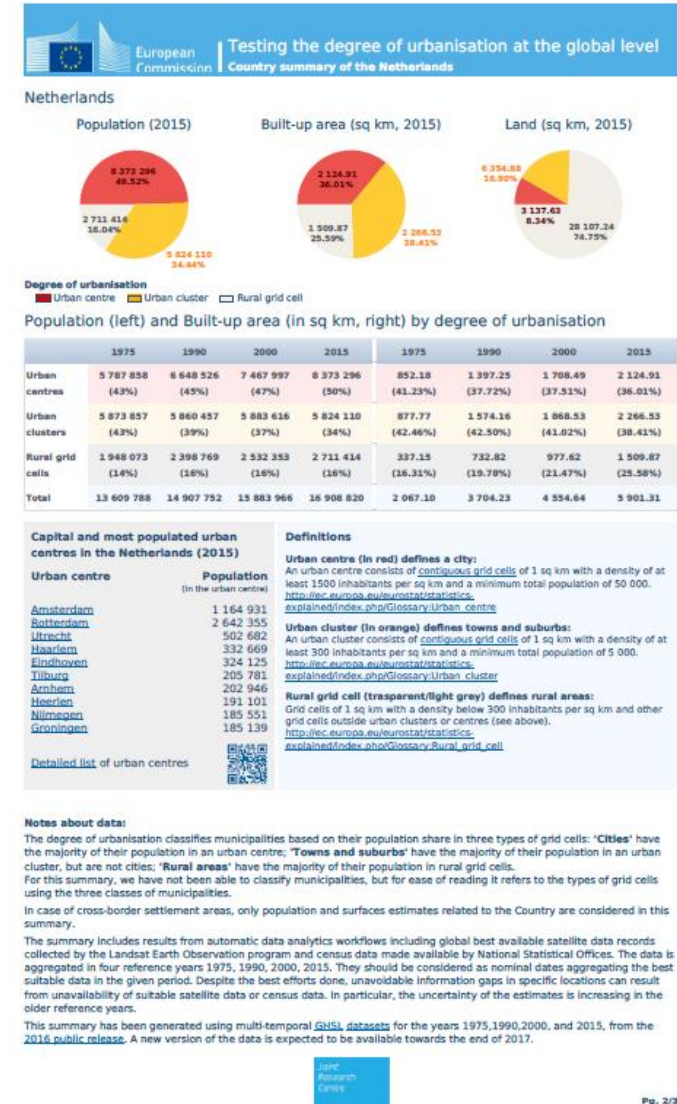 European
Commission
Testing the degree of urbanisation at the global level
Country summary of the Netherlands
Netherlands
Population (2015)
Built-up area (sq km, 2015)
Land (sq km, 2015)
8 373 296
49.52%
2 711 414
16.04%
5 824 110
34.44%
2 124.91
36.01%
1 509.87
25.59%
2 266.53
38.41%
6 354.88
16.90%
3 137.63
8.34%
28 107.24
74.75%
Degree of urbanisation
Urban centre Urban cluster Rural grid cell
Population (left) and Built-up area (in sq km, right) by degree of urbanisation
1975 1990 2000 2015 1975 1990 2000 2015
Urban 5 787 858 6 648 526 7 467 997 8 373 296 852.18 1 397.25 1 708.49 2 124.91
centres (43%) (45%) (47%) (50%) (41.23%) (37.72%) (37.51%) (36.01%)
Urban 5 873 857 5 860 457 5 883 616 5 824 110 877.77 1 574.16 1 868.53 2 266.53
clusters (43%) (39%) (37%) (34%) (42.46%) (42.50%) (41.02%) (38.41%)
Rural grid 1 948 073 2 398 769 2 532 353 2 711 414 337.15 732.82 977.62 1 509.87
cells (14%) (16%) (16%) (16%) (16.31%) (19.78%) (21.47%) (25.58%)
Total 13 609 788 14 907 752 15 883 966 16 908 820 2 067.10 3 704.23 4 554.64 5 901.31
Capital and most populated urban
centres in the Netherlands (2015)
Urban centre Population
(in the urban centre)
Amsterdam 1 164 931
Rotterdam 2 642 355
Utrecht 502 682
Haarlem 332 669
Eindhoven 324 125
Tilburg 205 781
Arnhem 202 946
Heerlen 191 101
Nijmegen 185 551
Groningen 185 139
Detailed list of urban centres
Definitions
Urban centre (in red) defines a city:
An urban centre consists of contiguous grid cells of 1 sq km with a density of at
least 1500 inhabitants per sq km and a minimum total population of 50 000.
http://ec.europa.eu/eurostat/statistics-
explained/index.php/Glossary:Urban_centre
Urban cluster (in orange) defines towns and suburbs:
An urban cluster consists of contiguous grid cells of 1 sq km with a density of at
least 300 inhabitants per sq km and a minimum total population of 5 000.
http://ec.europa.eu/eurostat/statistics-
explained/index.php/Glossary:Urban_cluster
Rural grid cell (trasparent/light grey) defines rural areas:
Grid cells of 1 sq km with a density below 300 inhabitants per sq km and other
grid cells outside urban clusters or centres (see above).
http://ec.europa.eu/eurostat/statistics-
explained/index.php/Glossary:Rural_grid_cell
Notes about data:
The degree of urbanisation classifies municipalities based on their population share in three types of grid cells: 'Cities' have
the majority of their population in an urban centre; 'Towns and suburbs' have the majority of their population in an urban
cluster, but are not cities; 'Rural areas' have the majority of their population in rural grid cells.
For this summary, we have not been able to classify municipalities, but for ease of reading it refers to the types of grid cells
using the three classes of municipalities.
In case of cross-border settlement areas, only population and surfaces estimates related to the Country are considered in this
summary.
The summary includes results from automatic data analytics workflows including global best available satellite data records
collected by the Landsat Earth Observation program and census data made available by National Statistical Offices. The data is
aggregated in four reference years 1975, 1990, 2000, 2015. They should be considered as nominal dates aggregating the best
suitable data in the given period. Despite the best efforts done, unavoidable information gaps in specific locations can result
from unavailability of suitable satellite data or census data. In particular, the uncertainty of the estimates is increasing in the
older reference years.
This summary has been generated using multi-temporal GHSL datasets for the years 1975,1990,2000, and 2015, from the
2016 public release. A new version of the data is expected to be available towards the end of 2017.
Joint
Research
Centre
Pg. 2/3